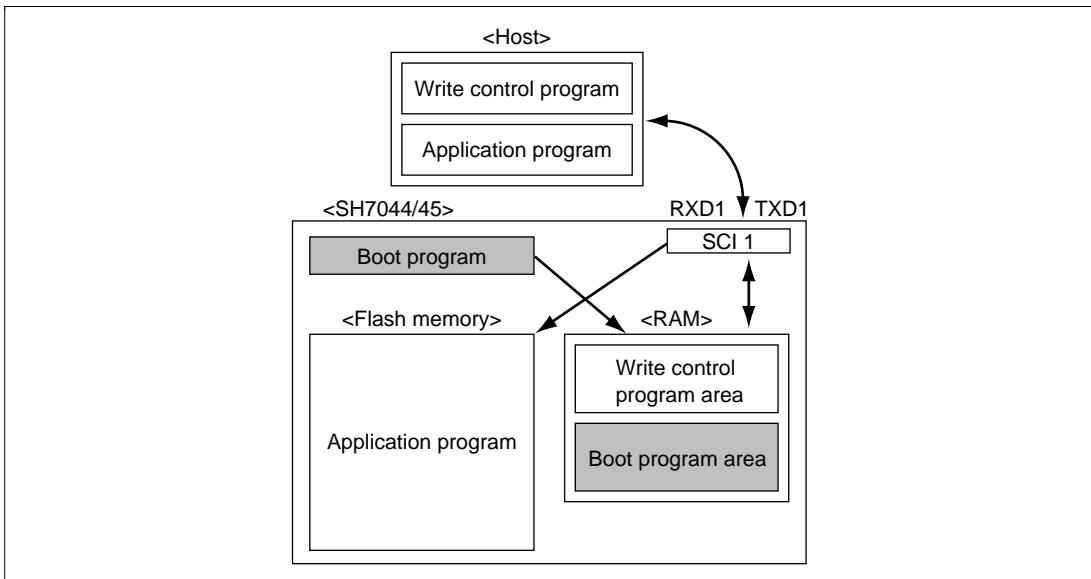 <Host>
Write control program
Application program
<SH7044/45>
RXD1 TXD1
SCI 1
Boot program
<Flash memory>
<RAM>
Write control
program area
Application program
Boot program area